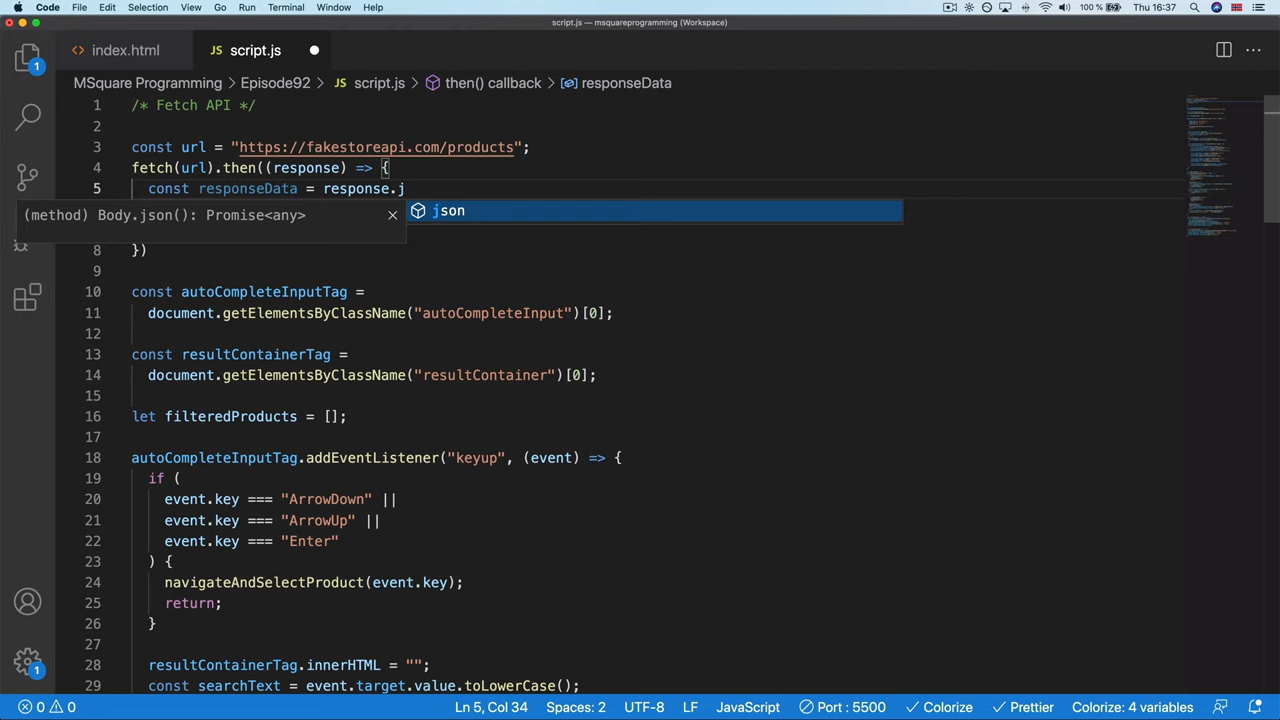 Code File Edit Selection View Go Run Terminal Window Help 100 % Thu 16:37
script.js — msquareprogramming (Workspace)
<> index.html JS script.js
MSquare Programming > Episode92 > JS script.js > then() callback > responseData
1 /* Fetch API */
2
3 const url = "https://fakestoreapi.com/products";
4 fetch(url).then((response) => {
5 const responseData = response.j
(method) Body.json(): Promise<any>
json
8 })
9
10 const autoCompleteInputTag =
11 document.getElementsByClassName("autoCompleteInput")[0];
12
13 const resultContainerTag =
14 document.getElementsByClassName("resultContainer")[0];
15
16 let filteredProducts = [];
17
18 autoCompleteInputTag.addEventListener("keyup", (event) => {
19 if (
20 event.key === "ArrowDown" ||
21 event.key === "ArrowUp" ||
22 event.key === "Enter"
23 ) {
24 navigateAndSelectProduct(event.key);
25 return;
26 }
27
28 resultContainerTag.innerHTML = "";
29 const searchText = event.target.value.toLowerCase();
1
1
0 0 Ln 5, Col 34 Spaces: 2 UTF-8 LF JavaScript Port : 5500 Colorize Prettier Colorize: 4 variables